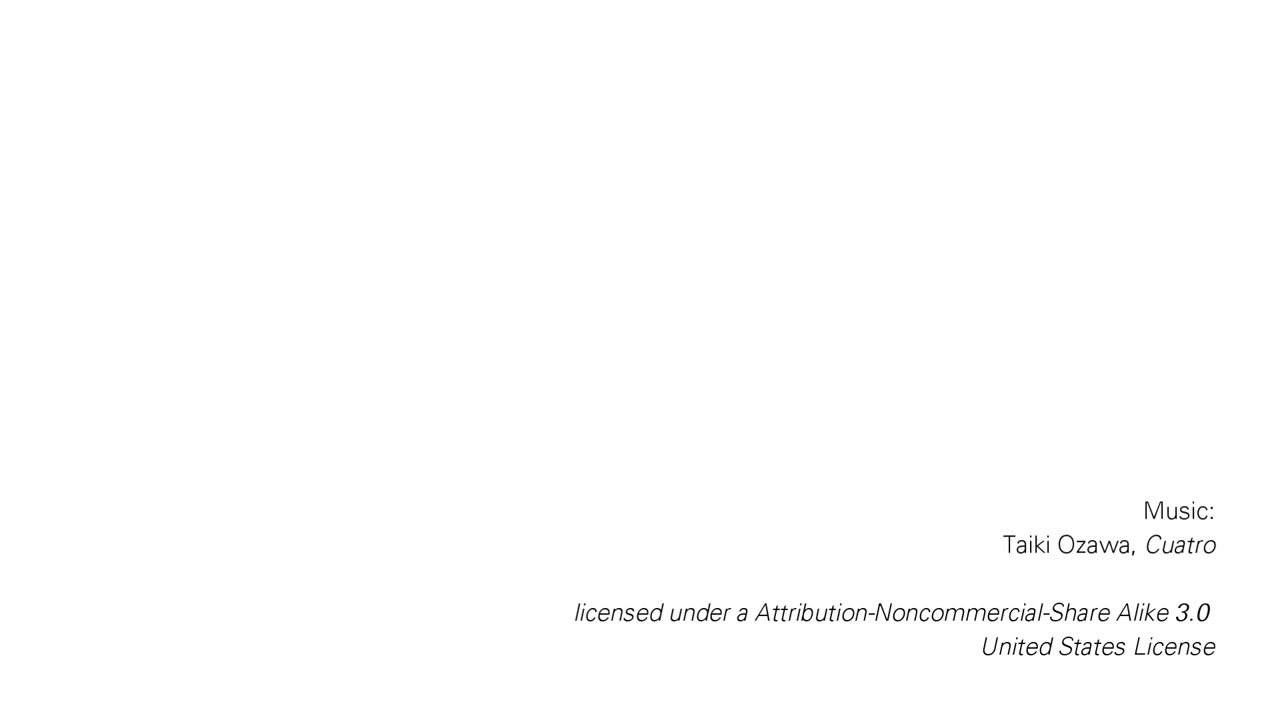 Music:
Taiki Ozawa, Cuatro
licensed under a Attribution-Noncommercial-Share Alike 3.0
United States License